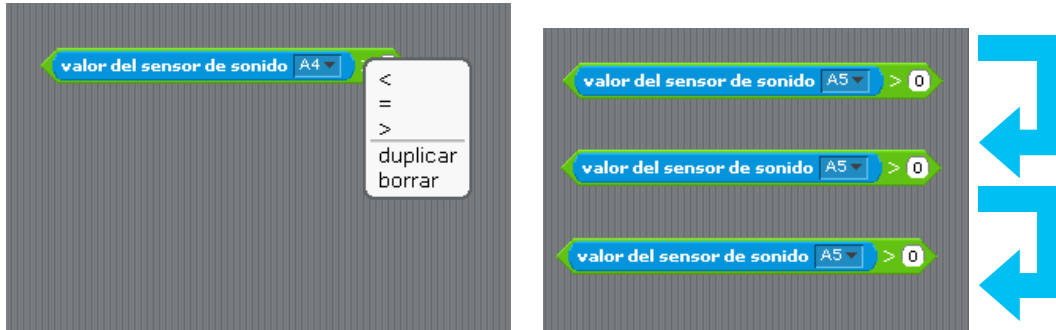 valor del sensor de sonido A4
<
=
>
duplicar
borrar
valor del sensor de sonido A5 > 0
valor del sensor de sonido A5 > 0
valor del sensor de sonido A5 > 0